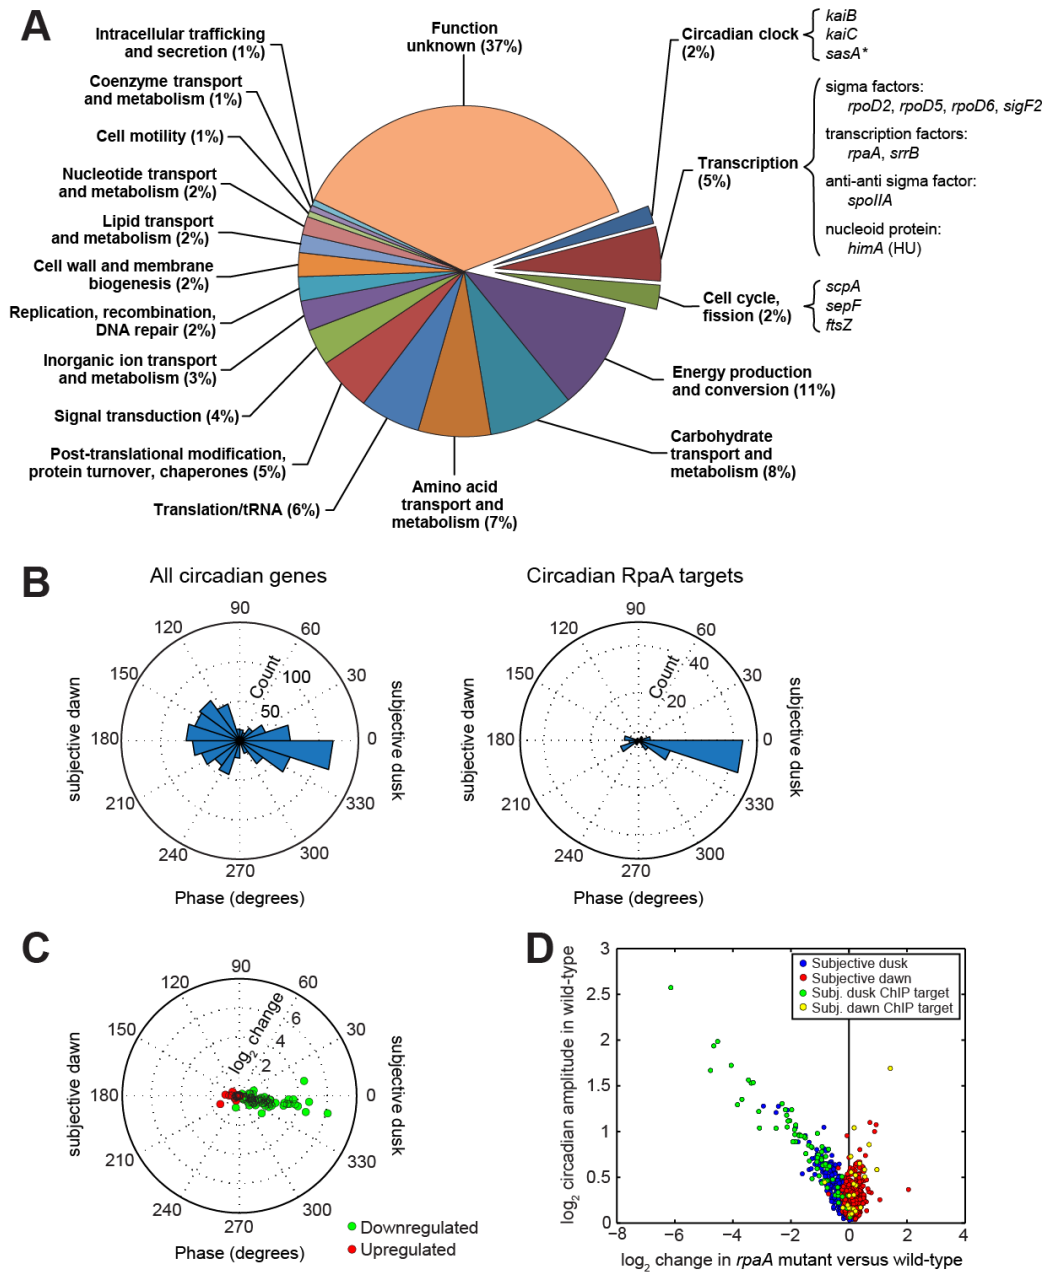 A
Intracellular trafficking
and secretion (1%)
Coenzyme transport
and metabolism (1%)
Cell motility (1%)
Nucleotide transport
and metabolism (2%)
Lipid transport
and metabolism (2%)
Cell wall and membrane
biogenesis (2%)
Replication, recombination,
DNA repair (2%)
Inorganic ion transport
and metabolism (3%)
Signal transduction (4%)
Post-translational modification,
protein turnover, chaperones (5%)
Translation/tRNA (6%)
Amino acid
transport and
metabolism (7%)
Function
unknown (37%)
Circadian clock
(2%)
kaiB
kaiC
sasA*
Transcription
(5%)
sigma factors:
rpoD2, rpoD5, rpoD6, sigF2
transcription factors:
rpaA, srrB
anti-anti sigma factor:
spoIIA
nucleoid protein:
himA (HU)
Cell cycle,
fission (2%)
scpA
sepF
ftsZ
Energy production
and conversion (11%)
Carbohydrate
transport and
metabolism (8%)
B
All circadian genes
90
120
60
150
30
180
0
210
330
240
300
270
Count
100
50
subjective dawn
subjective dusk
Phase (degrees)
Circadian RpaA targets
90
120
60
150
30
180
0
210
330
240
300
270
Count
40
20
subjective dawn
subjective dusk
Phase (degrees)
C
90
120
60
150
30
180
0
210
330
240
300
270
log2 change
6
4
2
subjective dawn
subjective dusk
Phase (degrees)
Downregulated
Upregulated
D
3
2.5
2
1.5
1
0.5
0
−8
−6
−4
−2
0
2
4
log2 circadian amplitude in wild-type
log2 change in rpaA mutant versus wild-type
Subjective dusk
Subjective dawn
Subj. dusk ChIP target
Subj. dawn ChIP target